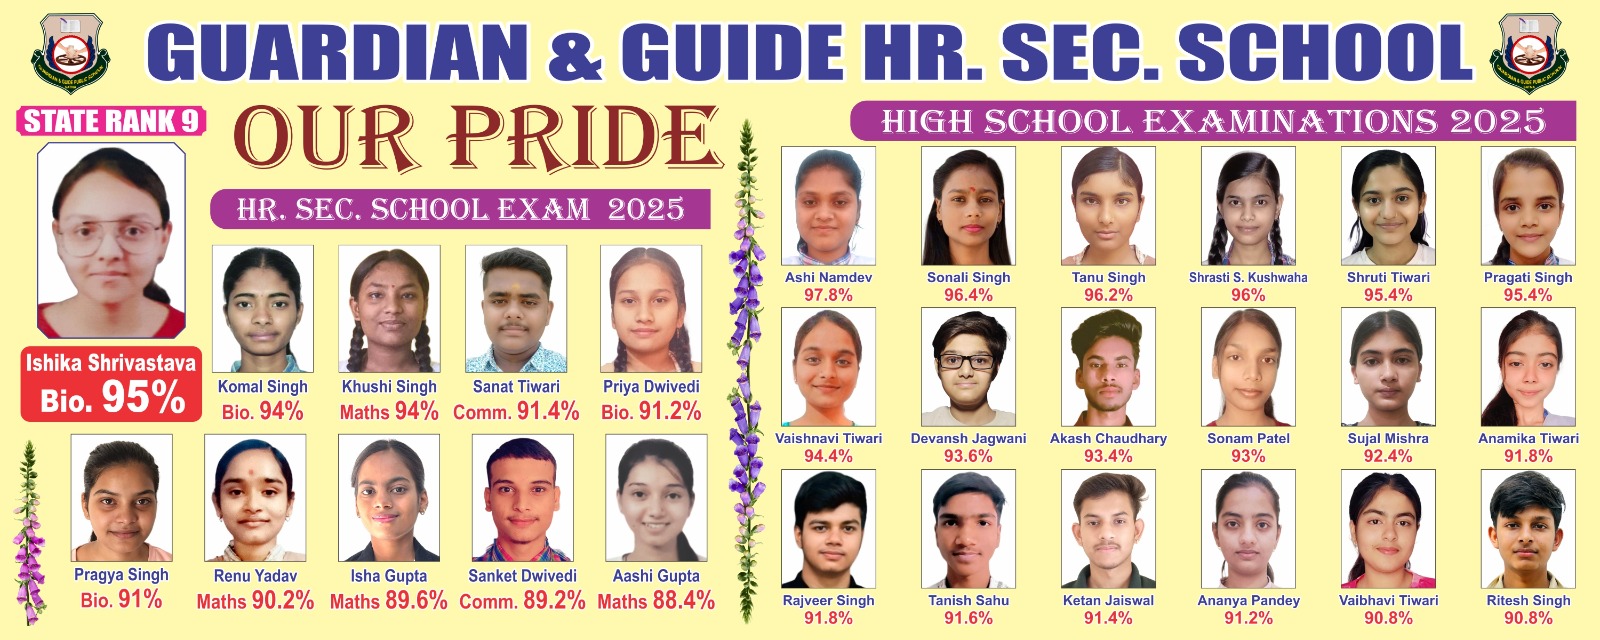 GUARDIAN & GUIDE HR. SEC. SCHOOL
STATE RANK 9
OUR PRIDE
HR. SEC. SCHOOL EXAM 2025
Ishika Shrivastava
Bio. 95%
Komal Singh
Bio. 94%
Khushi Singh
Maths 94%
Sanat Tiwari
Comm. 91.4%
Priya Dwivedi
Bio. 91.2%
Pragya Singh
Bio. 91%
Renu Yadav
Maths 90.2%
Isha Gupta
Maths 89.6%
Sanket Dwivedi
Comm. 89.2%
Aashi Gupta
Maths 88.4%
HIGH SCHOOL EXAMINATIONS 2025
Ashi Namdev
97.8%
Sonali Singh
96.4%
Tanu Singh
96.2%
Shrasti S. Kushwaha
96%
Shruti Tiwari
95.4%
Pragati Singh
95.4%
Vaishnavi Tiwari
94.4%
Devansh Jagwani
93.6%
Akash Chaudhary
93.4%
Sonam Patel
93%
Sujal Mishra
92.4%
Anamika Tiwari
91.8%
Rajveer Singh
91.8%
Tanish Sahu
91.6%
Ketan Jaiswal
91.4%
Ananya Pandey
91.2%
Vaibhavi Tiwari
90.8%
Ritesh Singh
90.8%